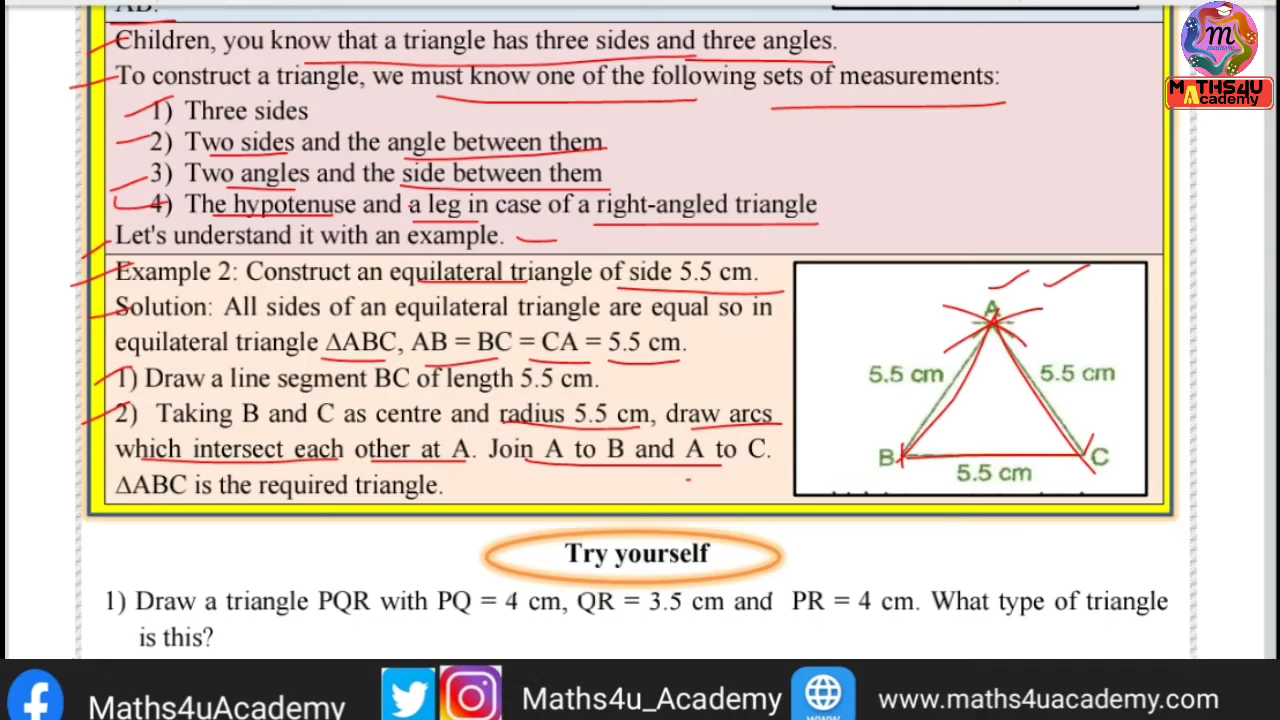 AB.
Children, you know that a triangle has three sides and three angles.
To construct a triangle, we must know one of the following sets of measurements:
1) Three sides
2) Two sides and the angle between them
3) Two angles and the side between them
4) The hypotenuse and a leg in case of a right-angled triangle
Let's understand it with an example.
Example 2: Construct an equilateral triangle of side 5.5 cm.
Solution: All sides of an equilateral triangle are equal so in
equilateral triangle ΔABC, AB = BC = CA = 5.5 cm.
1) Draw a line segment BC of length 5.5 cm.
2) Taking B and C as centre and radius 5.5 cm, draw arcs
which intersect each other at A. Join A to B and A to C.
ΔABC is the required triangle.
A
5.5 cm 5.5 cm
B C
5.5 cm
Try yourself
1) Draw a triangle PQR with PQ = 4 cm, QR = 3.5 cm and PR = 4 cm. What type of triangle
is this?
m
MATHS4U
Academy
Maths4uAcademy
Maths4u_Academy
www.maths4uacademy.com